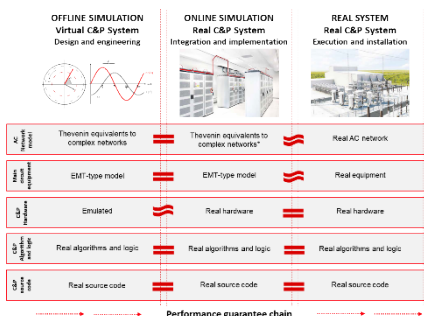 OFFLINE SIMULATION
Virtual C&P System
Design and engineering
ONLINE SIMULATION
Real C&P System
Integration and implementation
REAL SYSTEM
Real C&P System
Execution and installation
AC
Network
model
Thevenin equivalents to
complex networks
Thevenin equivalents to
complex networks*
Real AC network
Main
circuit
equipment
EMT-type model
EMT-type model
Real equipment
C&P
Hardware
Emulated
Real hardware
Real hardware
C&P
Algorithm
and logic
Real algorithms and logic
Real algorithms and logic
Real algorithms and logic
C&P
source
code
Real source code
Real source code
Real source code
Performance guarantee chain